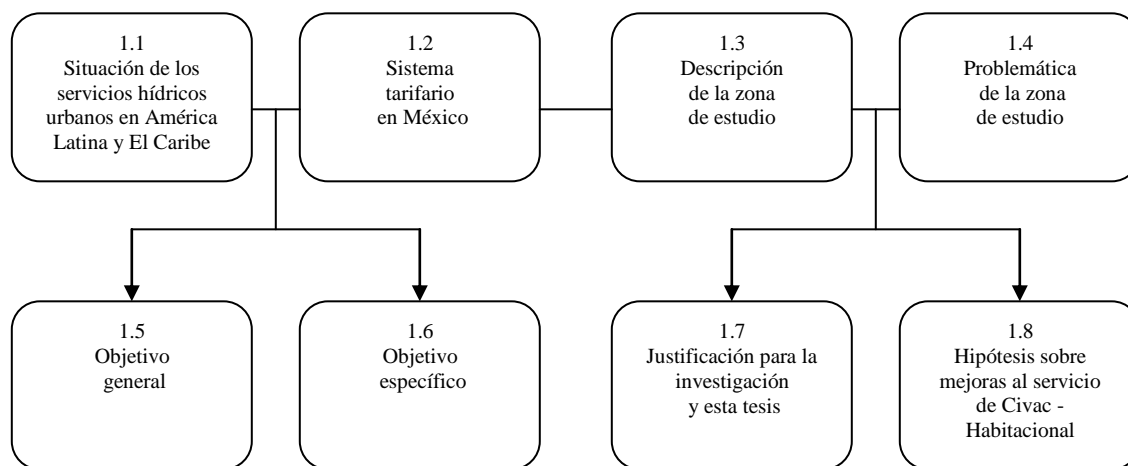 1.1
Situación de los
servicios hídricos
urbanos en América
Latina y El Caribe
1.2
Sistema
tarifario
en México
1.3
Descripción
de la zona
de estudio
1.4
Problemática
de la zona
de estudio
1.5
Objetivo
general
1.6
Objetivo
específico
1.7
Justificación para la
investigación
y esta tesis
1.8
Hipótesis sobre
mejoras al servicio
de Civac -
Habitacional